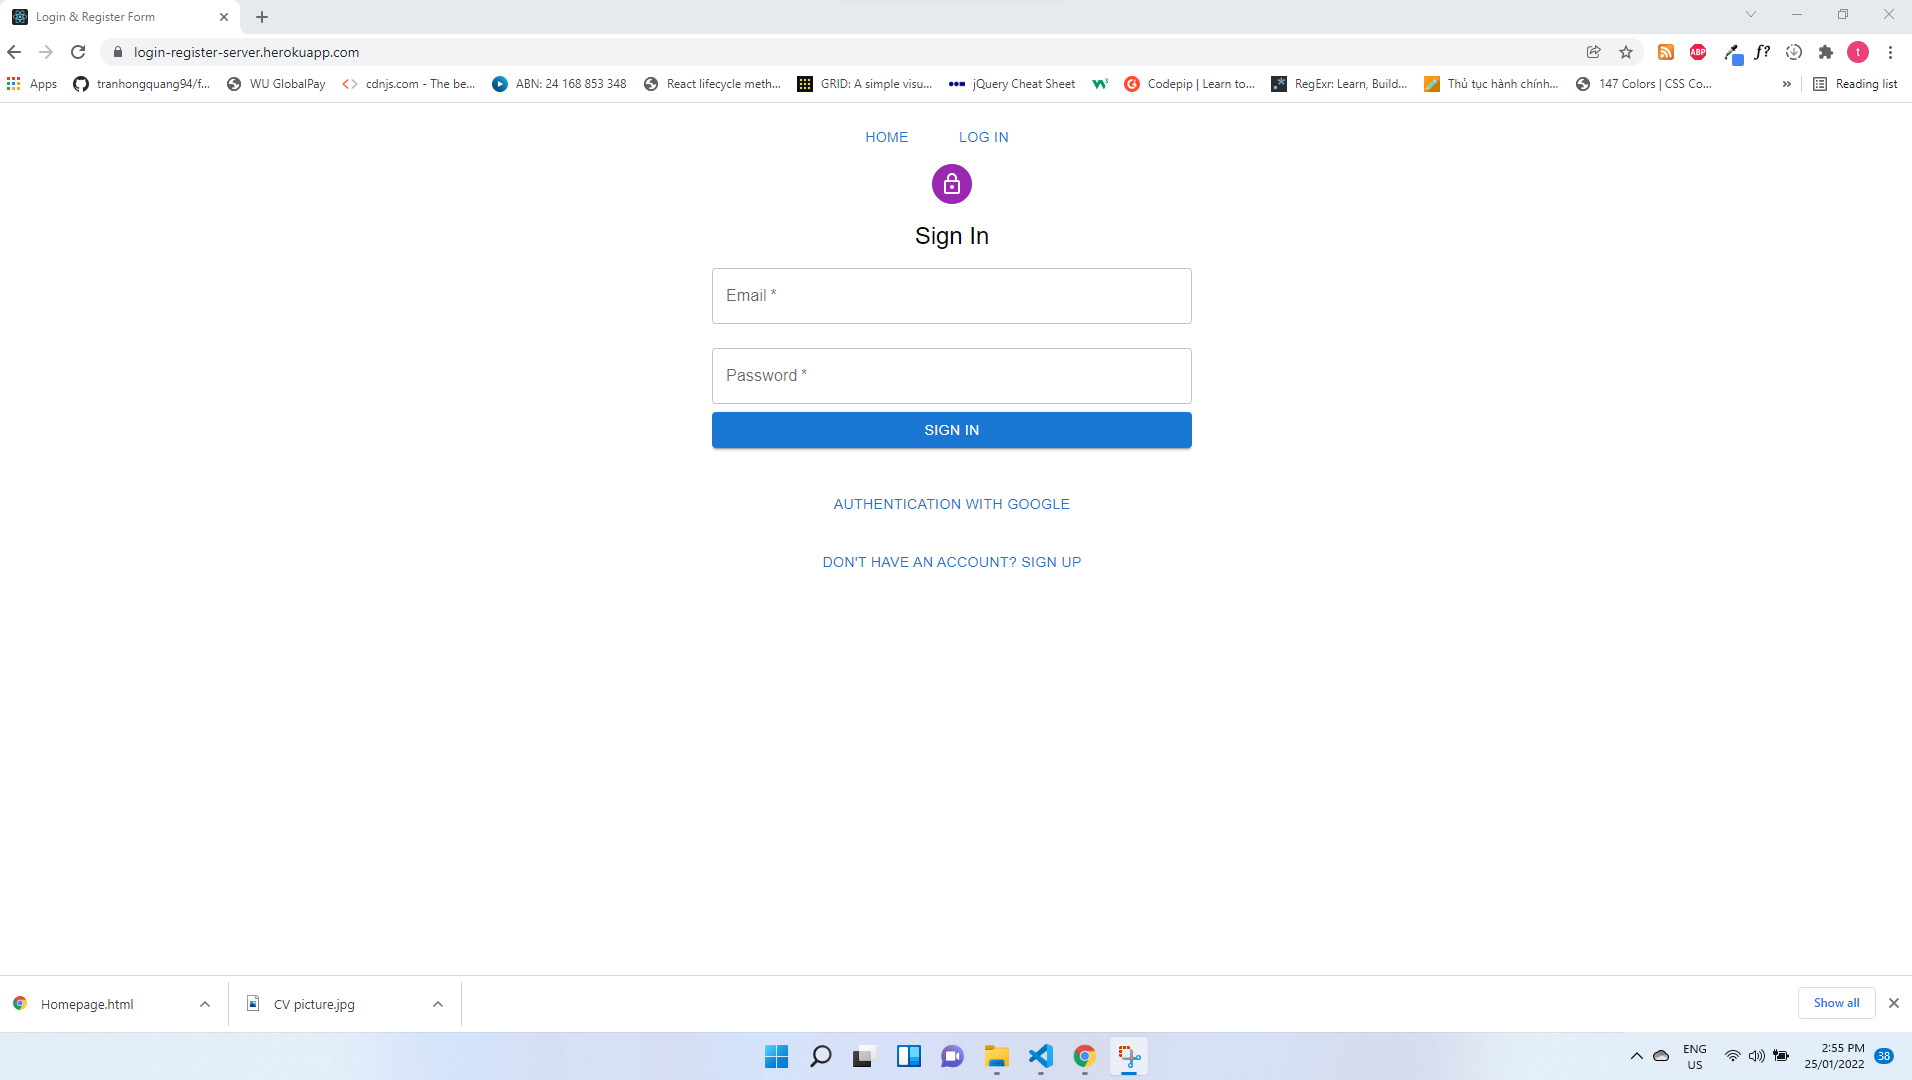 Login & Register Form
login-register-server.herokuapp.com
ABP
f?
t
Apps
tranhongquang94/f...
WU GlobalPay
cdnjs.com - The be...
ABN: 24 168 853 348
React lifecycle meth...
GRID: A simple visu...
jQuery Cheat Sheet
Codepip | Learn to...
RegExr: Learn, Build...
Thủ tục hành chính...
147 Colors | CSS Co...
»
Reading list
HOME
LOG IN
Sign In
Email *
Password *
SIGN IN
AUTHENTICATION WITH GOOGLE
DON'T HAVE AN ACCOUNT? SIGN UP
Homepage.html
CV picture.jpg
Show all
ENG
US
2:55 PM
25/01/2022
38